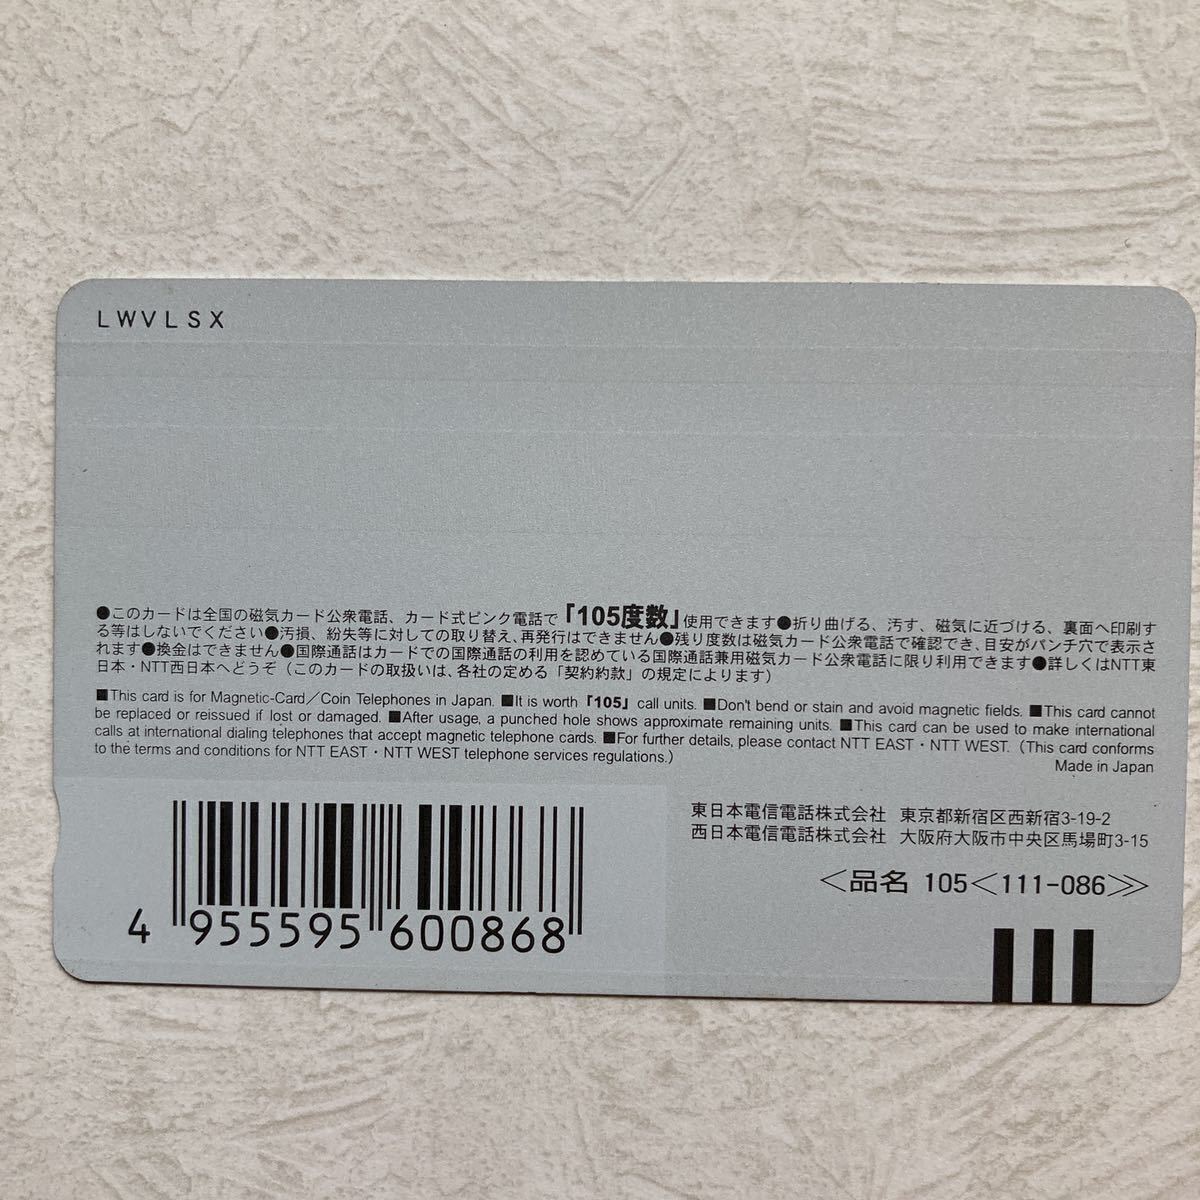 LWVLSX
●このカードは全国の磁気カード公衆電話、カード式ピンク電話で「105度数」使用できます●折り曲げる、汚す、磁気に近づける、裏面へ印刷す
る等はしないでください●汚損、紛失等に対しての取り替え、再発行はできません●残り度数は磁気カード公衆電話で確認でき、目安がパンチ穴で表示さ
れます●換金はできません●国際通話はカードでの国際通話の利用を認めている国際通話兼用磁気カード公衆電話に限り利用できます●詳しくはNTT東
日本・NTT西日本へどうぞ（このカードの取扱いは、各社の定める「契約約款」の規定によります）
■This card is for Magnetic-Card／Coin Telephones in Japan. ■It is worth「105」call units. ■Don't bend or stain and avoid magnetic fields. ■This card cannot
be replaced or reissued if lost or damaged. ■After usage, a punched hole shows approximate remaining units. ■This card can be used to make international
calls at international dialing telephones that accept magnetic telephone cards. ■For further details, please contact NTT EAST・NTT WEST.（This card conforms
to the terms and conditions for NTT EAST・NTT WEST telephone services regulations.）
Made in Japan
東日本電信電話株式会社 東京都新宿区西新宿3-19-2
西日本電信電話株式会社 大阪府大阪市中央区馬場町3-15
＜品名 105＜111-086≫
4 955595 600868